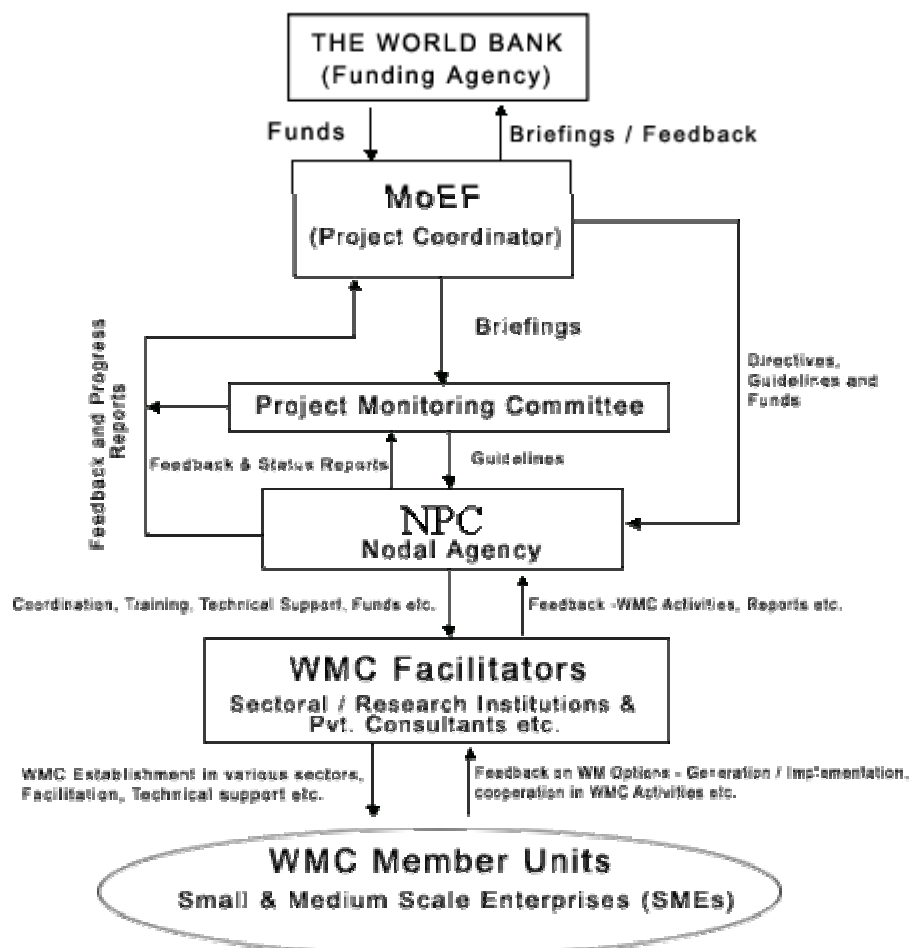 THE WORLD BANK
(Funding Agency)
Funds
Briefings / Feedback
MoEF
(Project Coordinator)
Briefings
Directives,
Guidelines and
Funds
Feedback and Progress
Reports
Project Monitoring Committee
Feedback & Status Reports
Guidelines
NPC
Nodal Agency
Coordination, Training, Technical Support, Funds etc.
Feedback -WMC Activities, Reports etc.
WMC Facilitators
Sectoral / Research Institutions &
Pvt. Consultants etc.
WMC Establishment in various sectors,
Facilitation, Technical support etc.
Feedback on WM Options - Generation / Implementation,
cooperation in WMC Activities etc.
WMC Member Units
Small & Medium Scale Enterprises (SMEs)